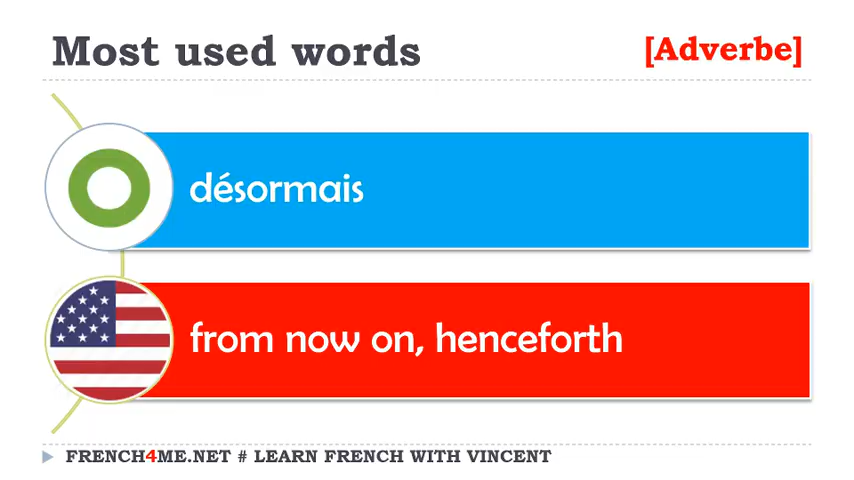 Most used words
[Adverbe]
désormais
from now on, henceforth
FRENCH4ME.NET # LEARN FRENCH WITH VINCENT